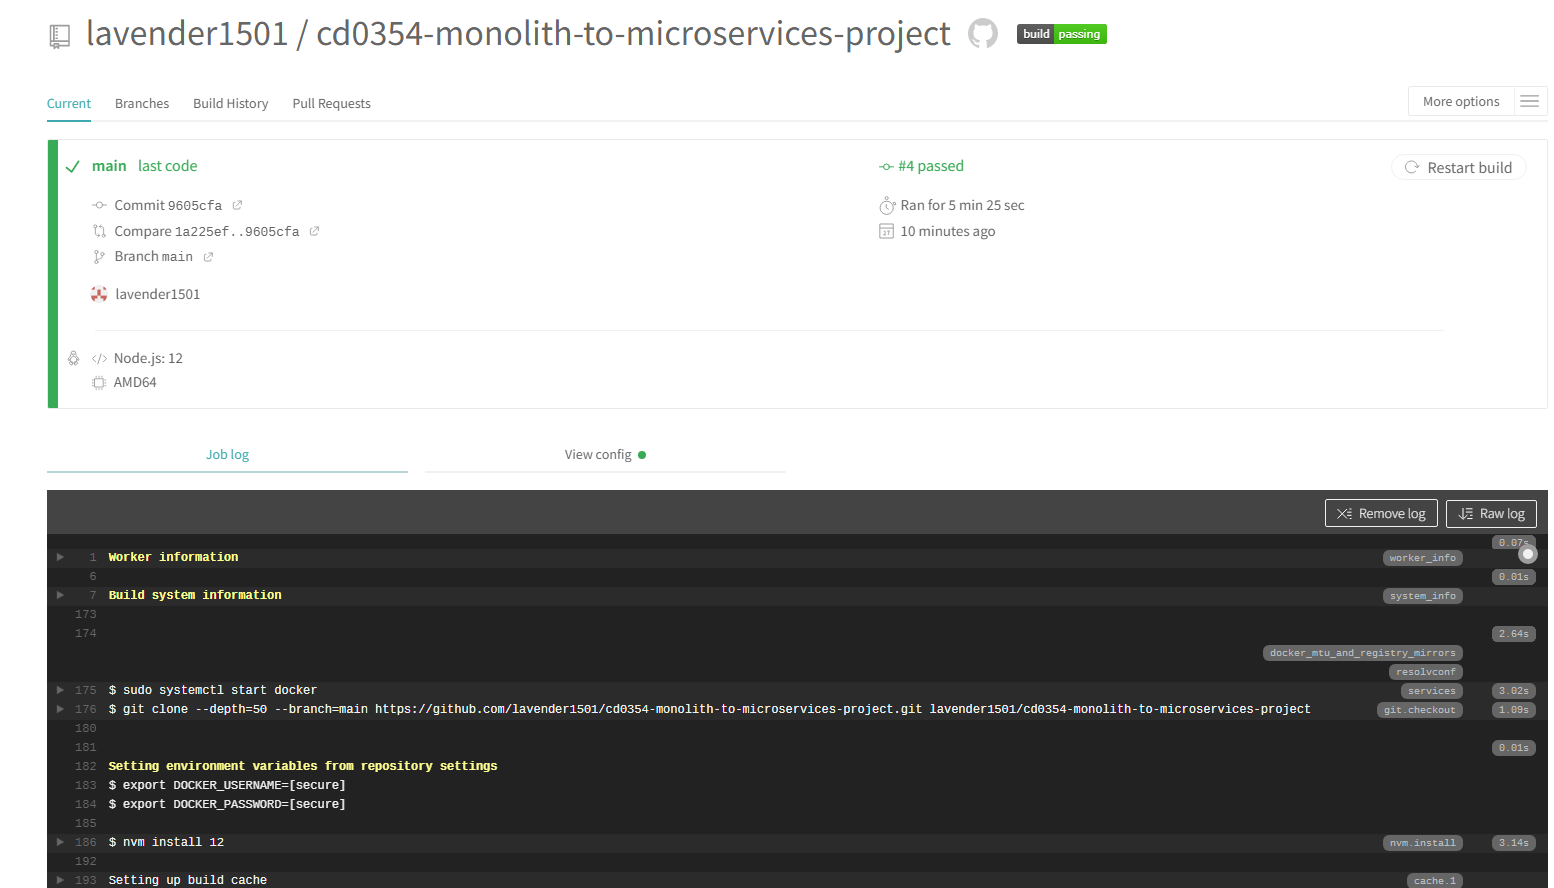 lavender1501 / cd0354-monolith-to-microservices-project build passing
Current Branches Build History Pull Requests More options
main last code #4 passed Restart build
Commit 9605cfa Ran for 5 min 25 sec
Compare 1a225ef..9605cfa 10 minutes ago
Branch main
lavender1501
Node.js: 12
AMD64
Job log View config
Remove log Raw log
0.07s
1 Worker information worker_info
6 0.01s
7 Build system information system_info
173
174 2.64s
docker_mtu_and_registry_mirrors
resolvconf
175 $ sudo systemctl start docker services 3.02s
176 $ git clone --depth=50 --branch=main https://github.com/lavender1501/cd0354-monolith-to-microservices-project.git lavender1501/cd0354-monolith-to-microservices-project git.checkout 1.09s
180
181 0.01s
182 Setting environment variables from repository settings
183 $ export DOCKER_USERNAME=[secure]
184 $ export DOCKER_PASSWORD=[secure]
185
186 $ nvm install 12 nvm.install 3.14s
192
193 Setting up build cache cache.1